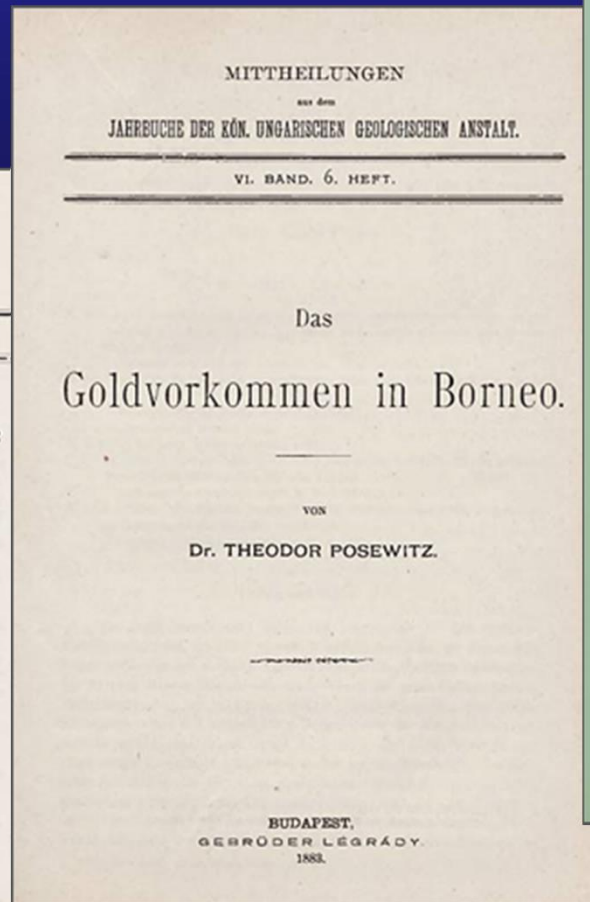 MITTHEILUNGEN
aus dem
JAHRBUCHE DER KÖN. UNGARISCHEN GEOLOGISCHEN ANSTALT.
VI. BAND. 6. HEFT.
Das
Goldvorkommen in Borneo.
VON
Dr. THEODOR POSEWITZ.
BUDAPEST,
GEBRÜDER LÉGRÁDY.
1883.